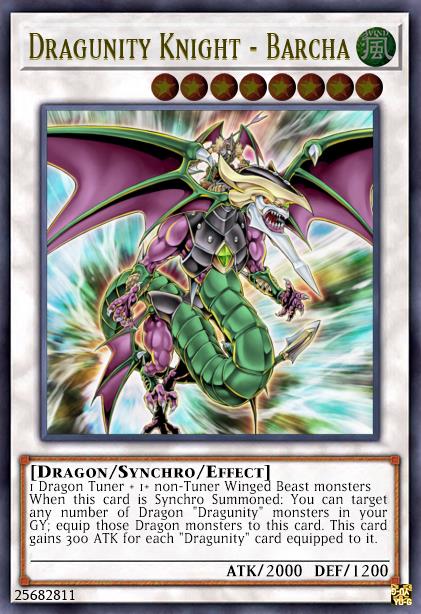 DRAGUNITY KNIGHT - BARCHA
WIND
風
[DRAGON/SYNCHRO/EFFECT]
1 Dragon Tuner + 1+ non-Tuner Winged Beast monsters
When this card is Synchro Summoned: You can target
any number of Dragon "Dragunity" monsters in your
GY; equip those Dragon monsters to this card. This card
gains 300 ATK for each "Dragunity" card equipped to it.
ATK/2000 DEF/1200
25682811